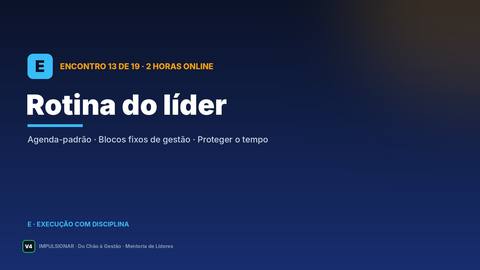 E
ENCONTRO 13 DE 19 · 2 HORAS ONLINE
Rotina do líder
Agenda-padrão · Blocos fixos de gestão · Proteger o tempo
E · EXECUÇÃO COM DISCIPLINA
V4
IMPULSIONAR · Do Chão à Gestão · Mentoria de Líderes